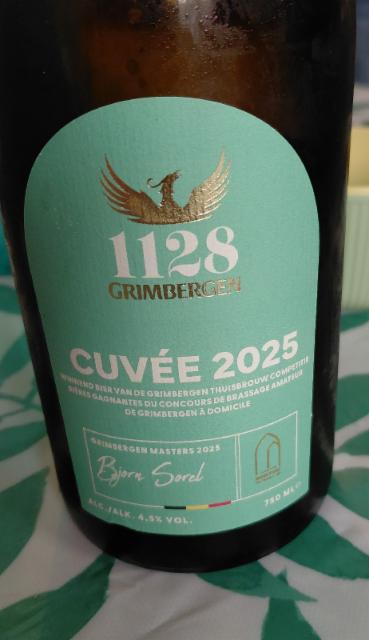 1128
GRIMBERGEN
CUVÉE 2025
WINNEND BIER VAN DE GRIMBERGEN THUISBROUW COMPETITIE
BIÈRES GAGNANTES DU CONCOURS DE BRASSAGE AMATEUR
DE GRIMBERGEN À DOMICILE
GRIMBERGEN MASTERS 2025
Bjorn Sorel
ALC./ALK. 6.5% VOL.
750 ML e